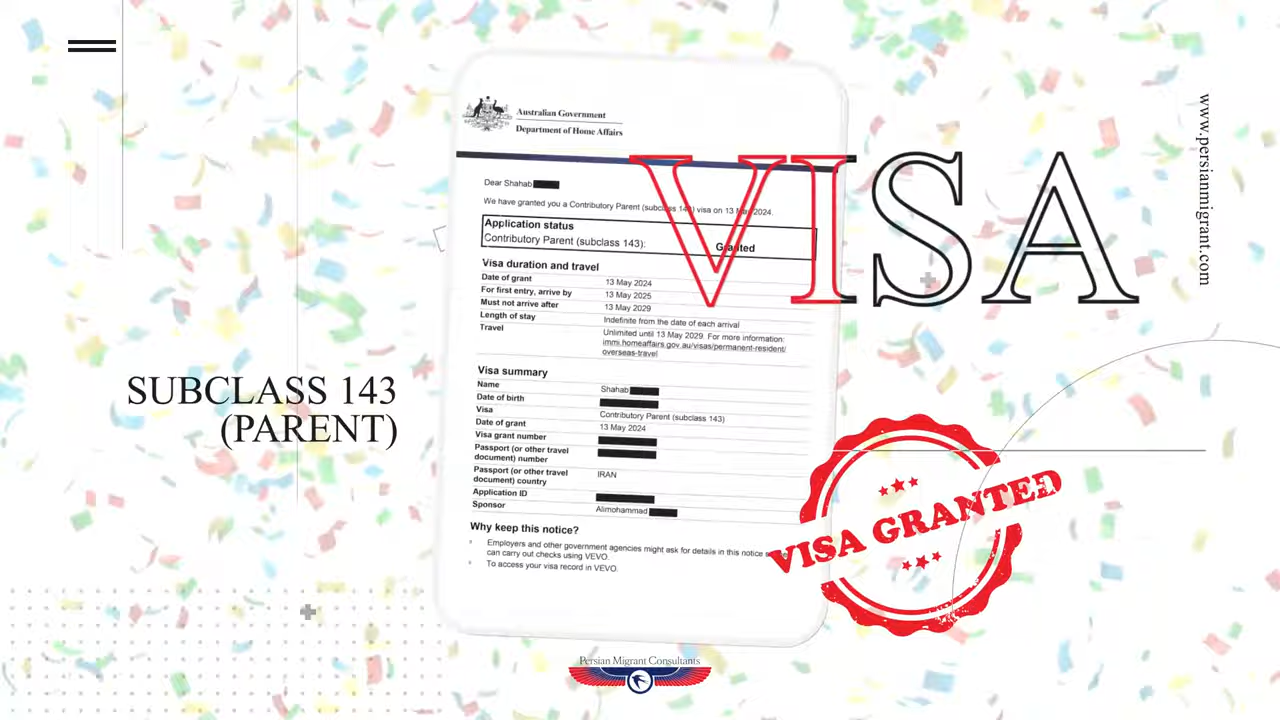 Australian Government
Department of Home Affairs
VISA
www.persianmigrant.com
Dear Shahab
We have granted you a Contributory Parent (subclass 143) visa on 13 May 2024.
Application status
Contributory Parent (subclass 143): Granted
Visa duration and travel
Date of grant 13 May 2024
For first entry, arrive by 13 May 2025
Must not arrive after 13 May 2029
Length of stay Indefinite from the date of each arrival
Travel Unlimited until 13 May 2029. For more information:
immi.homeaffairs.gov.au/visas/permanent-resident/
overseas-travel
SUBCLASS 143
(PARENT)
Visa summary
Name Shahab
Date of birth
Visa Contributory Parent (subclass 143)
Date of grant 13 May 2024
Visa grant number
Passport (or other travel
document) number
Passport (or other travel
document) country IRAN
Application ID
Sponsor Alimohammad
Why keep this notice?
Employers and other government agencies might ask for details in this notice
can carry out checks using VEVO.
To access your visa record in VEVO.
VISA GRANTED
Persian Migrant Consultants